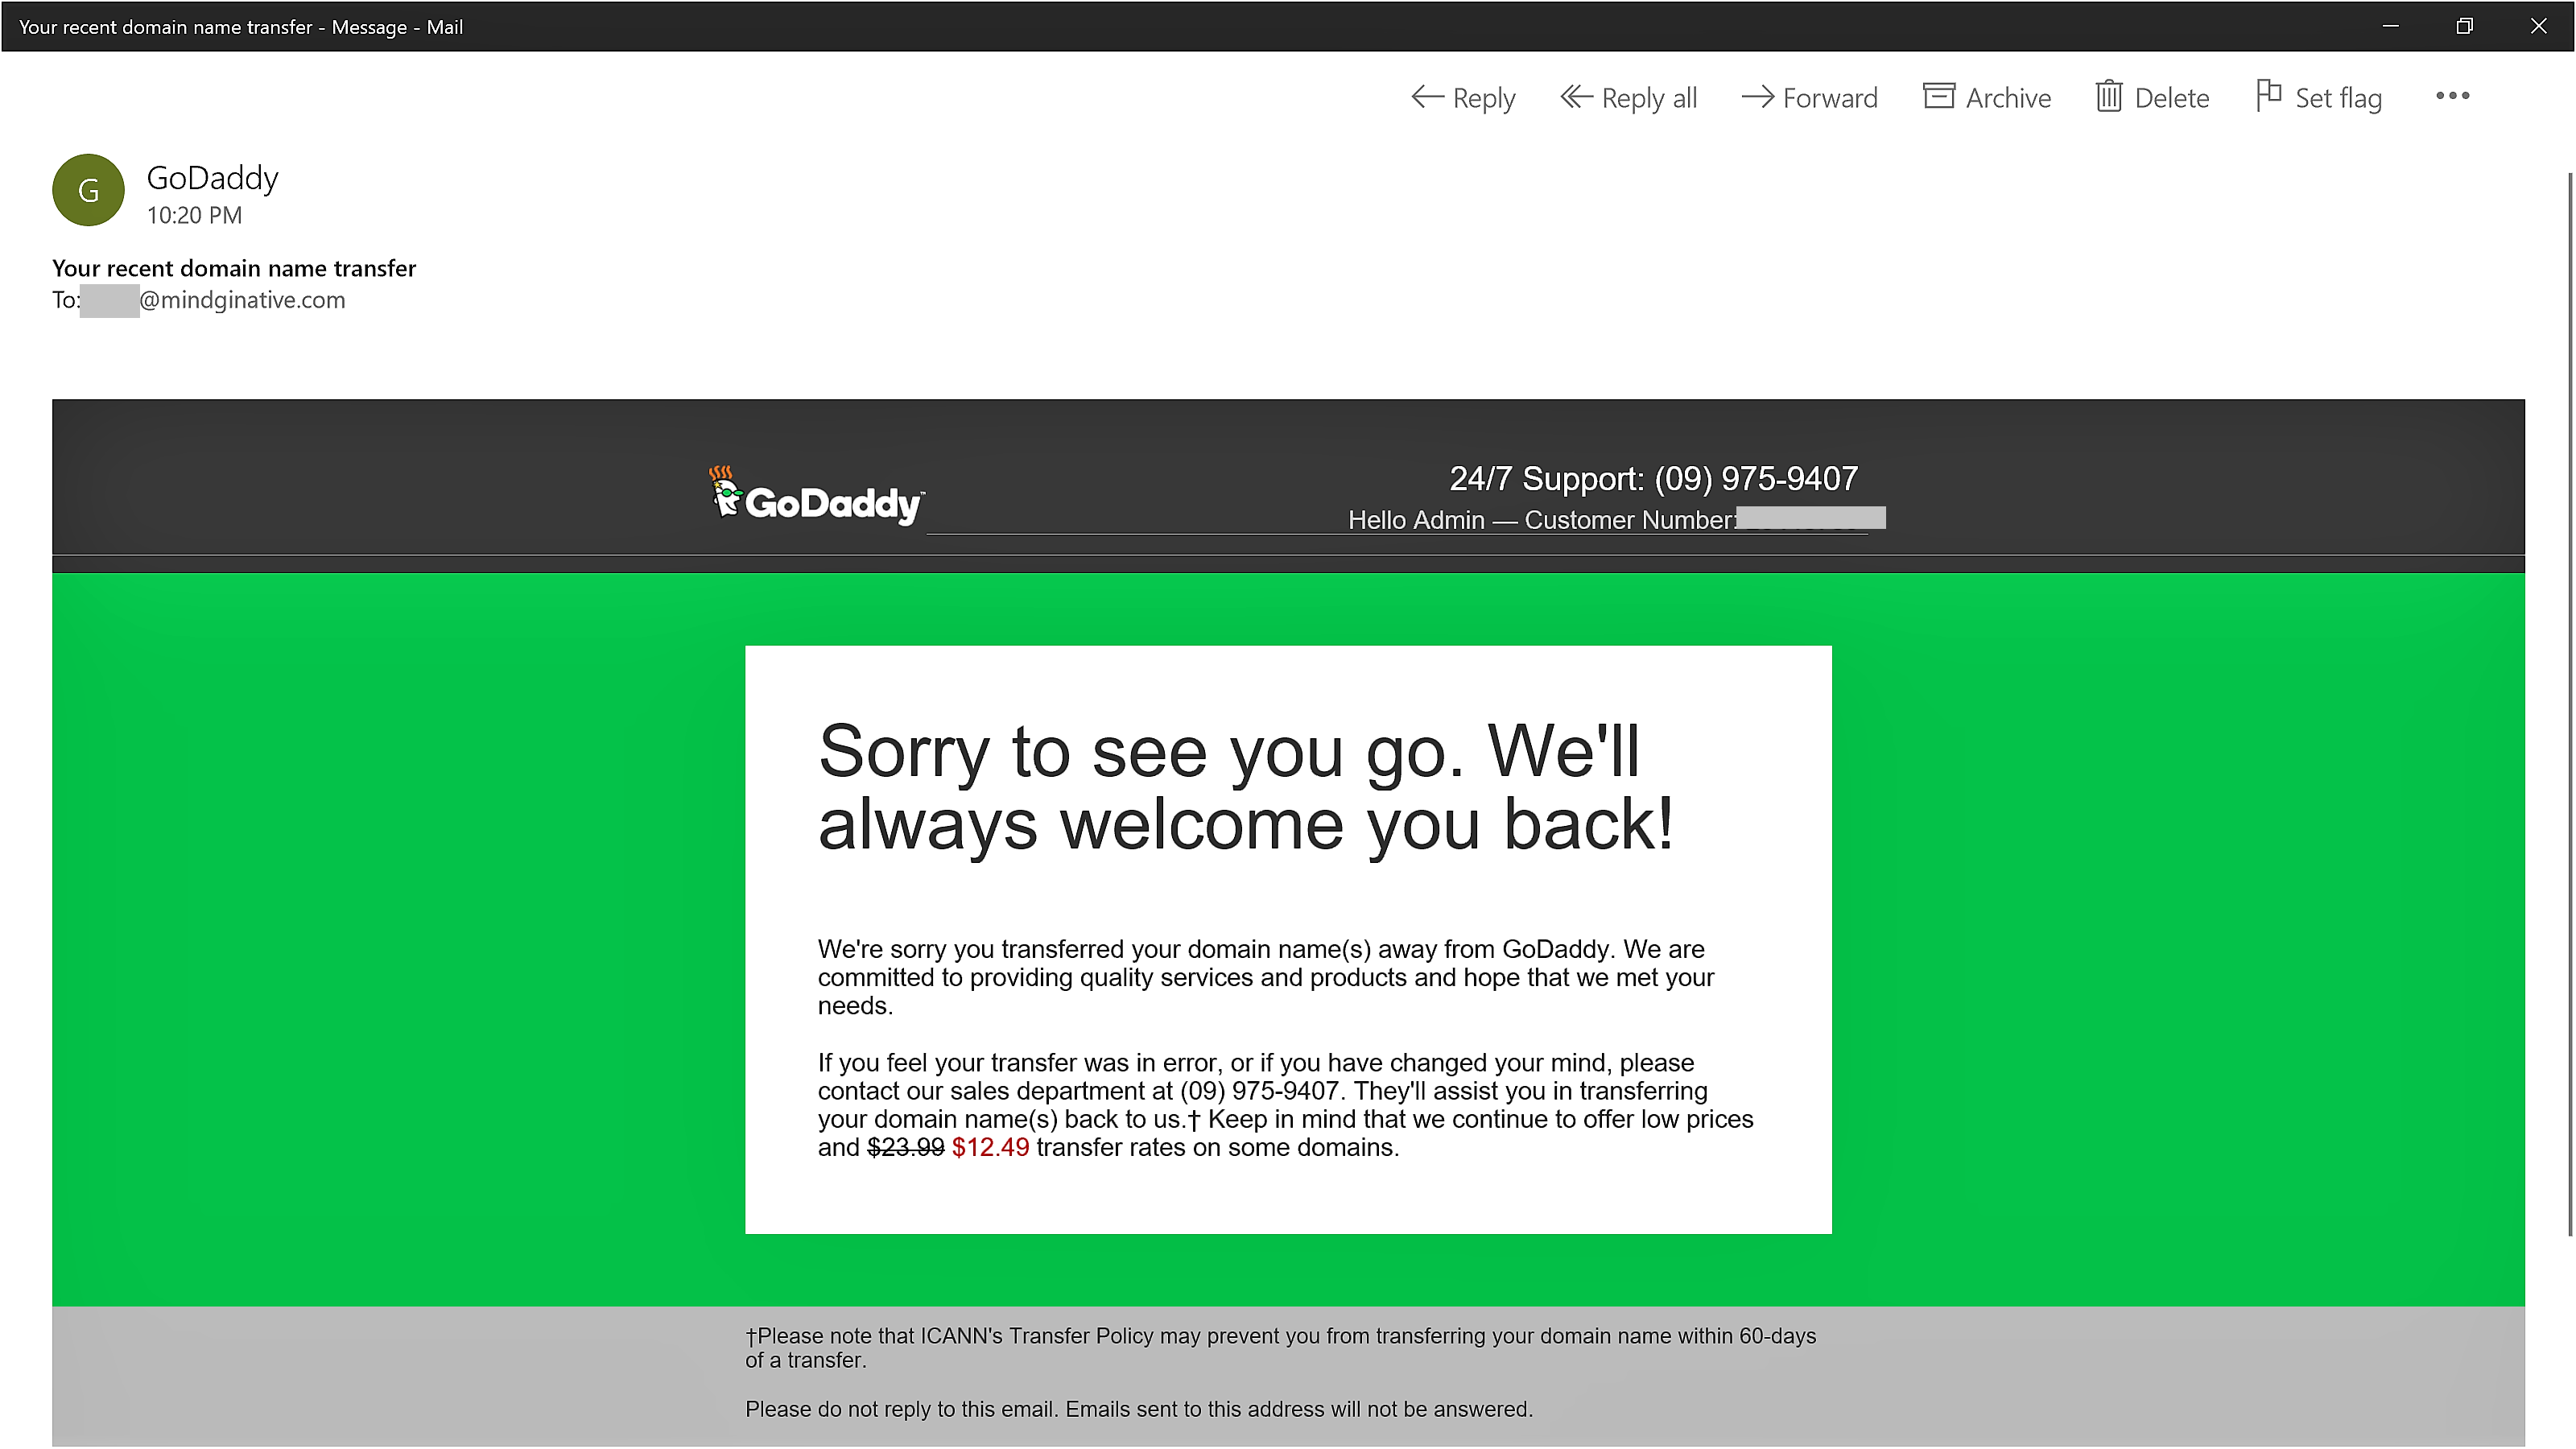 Your recent domain name transfer - Message - Mail
Reply Reply all Forward Archive Delete Set flag
G
GoDaddy
10:20 PM
Your recent domain name transfer
To: @mindginative.com
GoDaddy™
24/7 Support: (09) 975-9407
Hello Admin — Customer Number:
Sorry to see you go. We'll
always welcome you back!
We're sorry you transferred your domain name(s) away from GoDaddy. We are
committed to providing quality services and products and hope that we met your
needs.
If you feel your transfer was in error, or if you have changed your mind, please
contact our sales department at (09) 975-9407. They'll assist you in transferring
your domain name(s) back to us.† Keep in mind that we continue to offer low prices
and $23.99 $12.49 transfer rates on some domains.
†Please note that ICANN's Transfer Policy may prevent you from transferring your domain name within 60-days
of a transfer.
Please do not reply to this email. Emails sent to this address will not be answered.